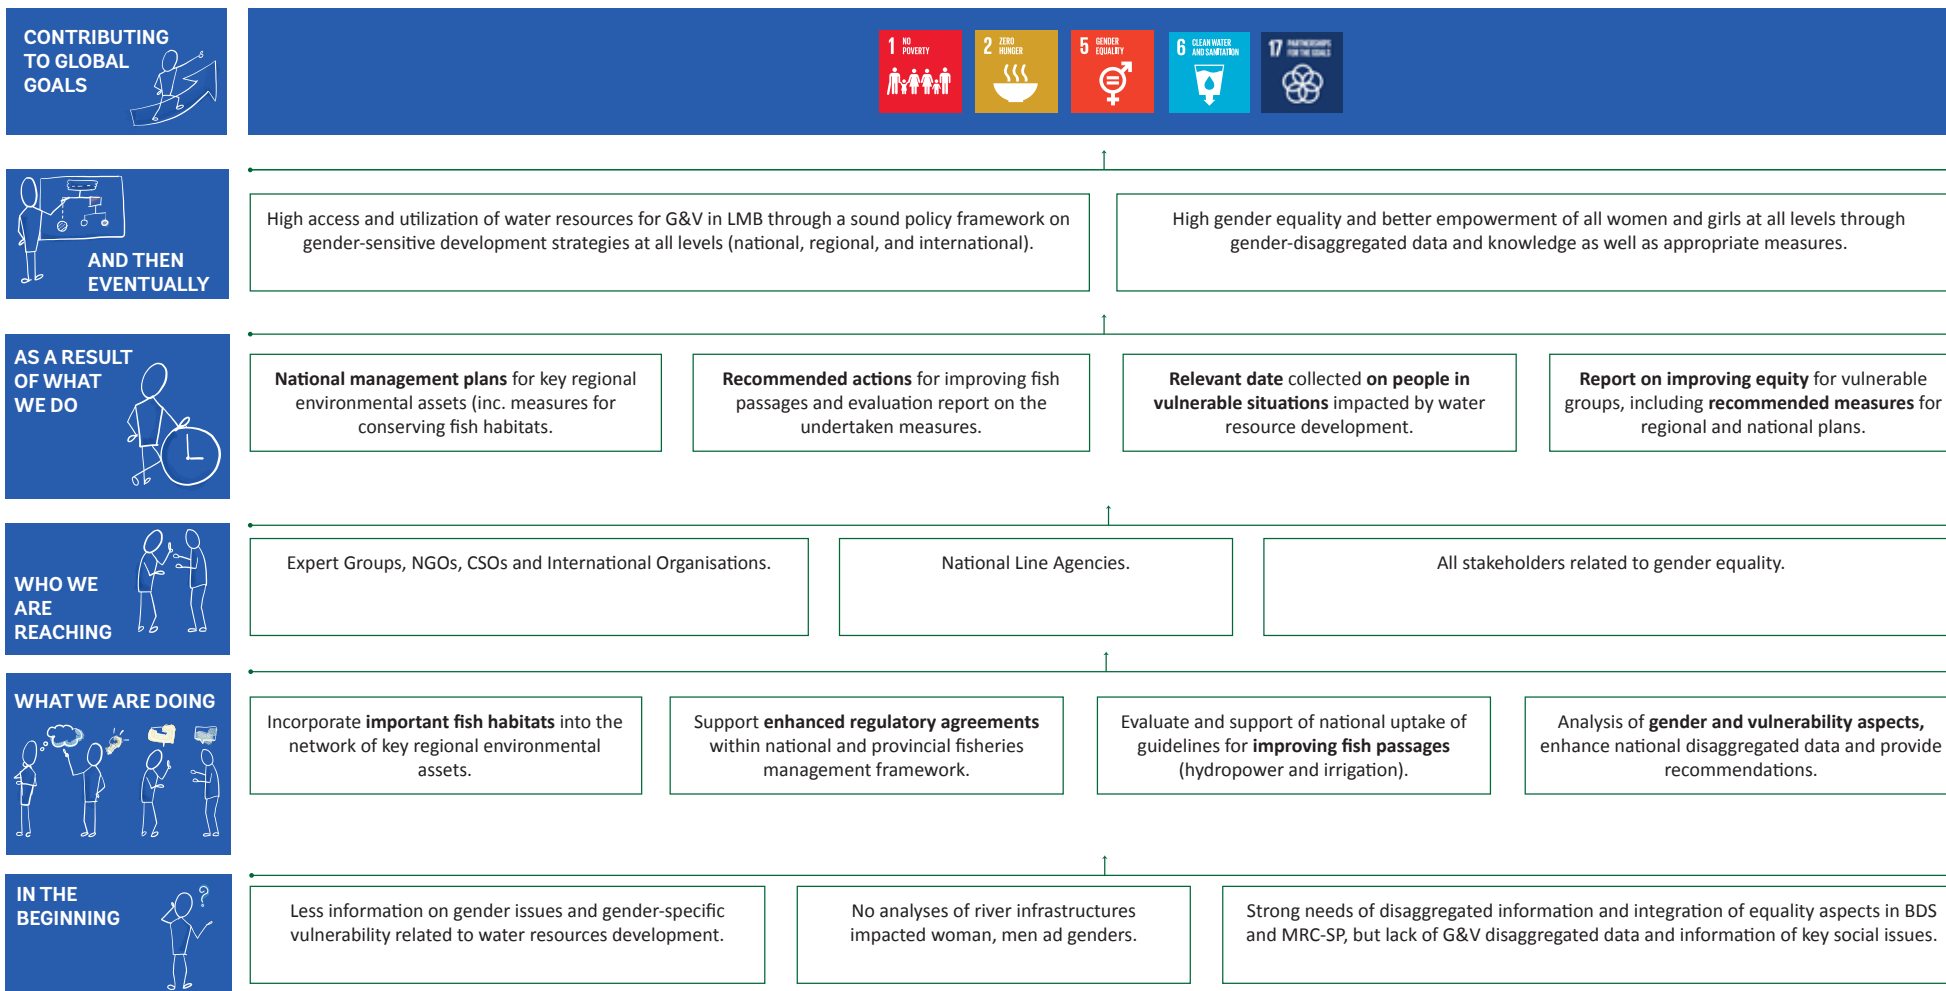 CONTRIBUTING
TO GLOBAL
GOALS
1 NO
POVERTY
2 ZERO
HUNGER
5 GENDER
EQUALITY
6 CLEAN WATER
AND SANITATION
17 PARTNERSHIPS
FOR THE GOALS
AND THEN
EVENTUALLY
High access and utilization of water resources for G&V in LMB through a sound policy framework on
gender-sensitive development strategies at all levels (national, regional, and international).
High gender equality and better empowerment of all women and girls at all levels through
gender-disaggregated data and knowledge as well as appropriate measures.
AS A RESULT
OF WHAT
WE DO
National management plans for key regional
environmental assets (inc. measures for
conserving fish habitats.
Recommended actions for improving fish
passages and evaluation report on the
undertaken measures.
Relevant date collected on people in
vulnerable situations impacted by water
resource development.
Report on improving equity for vulnerable
groups, including recommended measures for
regional and national plans.
WHO WE
ARE
REACHING
Expert Groups, NGOs, CSOs and International Organisations.
National Line Agencies.
All stakeholders related to gender equality.
WHAT WE ARE DOING
Incorporate important fish habitats into the
network of key regional environmental
assets.
Support enhanced regulatory agreements
within national and provincial fisheries
management framework.
Evaluate and support of national uptake of
guidelines for improving fish passages
(hydropower and irrigation).
Analysis of gender and vulnerability aspects,
enhance national disaggregated data and provide
recommendations.
IN THE
BEGINNING
?
Less information on gender issues and gender-specific
vulnerability related to water resources development.
No analyses of river infrastructures
impacted woman, men ad genders.
Strong needs of disaggregated information and integration of equality aspects in BDS
and MRC-SP, but lack of G&V disaggregated data and information of key social issues.